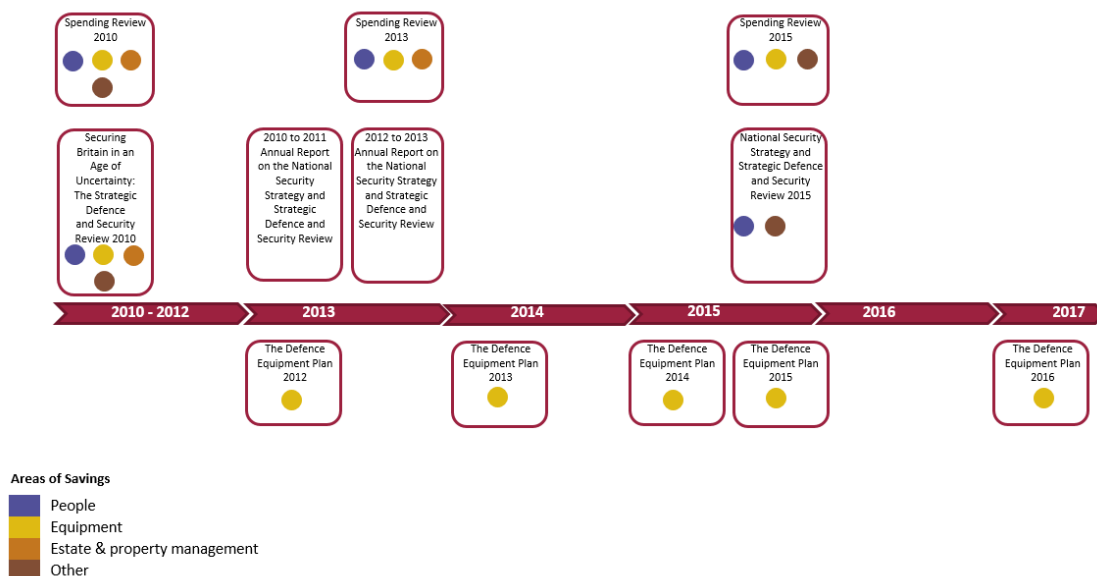 Spending Review
2010
Spending Review
2013
Spending Review
2015
Securing
Britain in an
Age of
Uncertainty:
The Strategic
Defence
and Security
Review 2010
2010 to 2011
Annual Report
on the National
Security
Strategy and
Strategic
Defence and
Security Review
2012 to 2013
Annual Report on
the National
Security Strategy
and Strategic
Defence and
Security Review
National Security
Strategy and
Strategic Defence
and Security
Review 2015
2010 - 2012
2013
2014
2015
2016
2017
The Defence
Equipment Plan
2012
The Defence
Equipment Plan
2013
The Defence
Equipment Plan
2014
The Defence
Equipment Plan
2015
The Defence
Equipment Plan
2016
Areas of Savings
People
Equipment
Estate & property management
Other